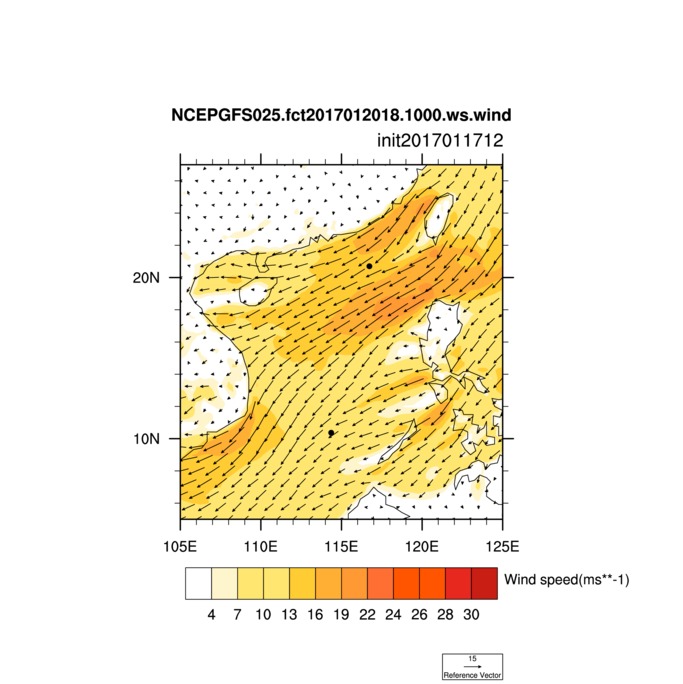 NCEPGFS025.fct2017012018.1000.ws.wind
init2017011712
20N
10N
105E 110E 115E 120E 125E
Wind speed(ms**-1)
4 7 10 13 16 19 22 24 26 28 30
15
Reference Vector